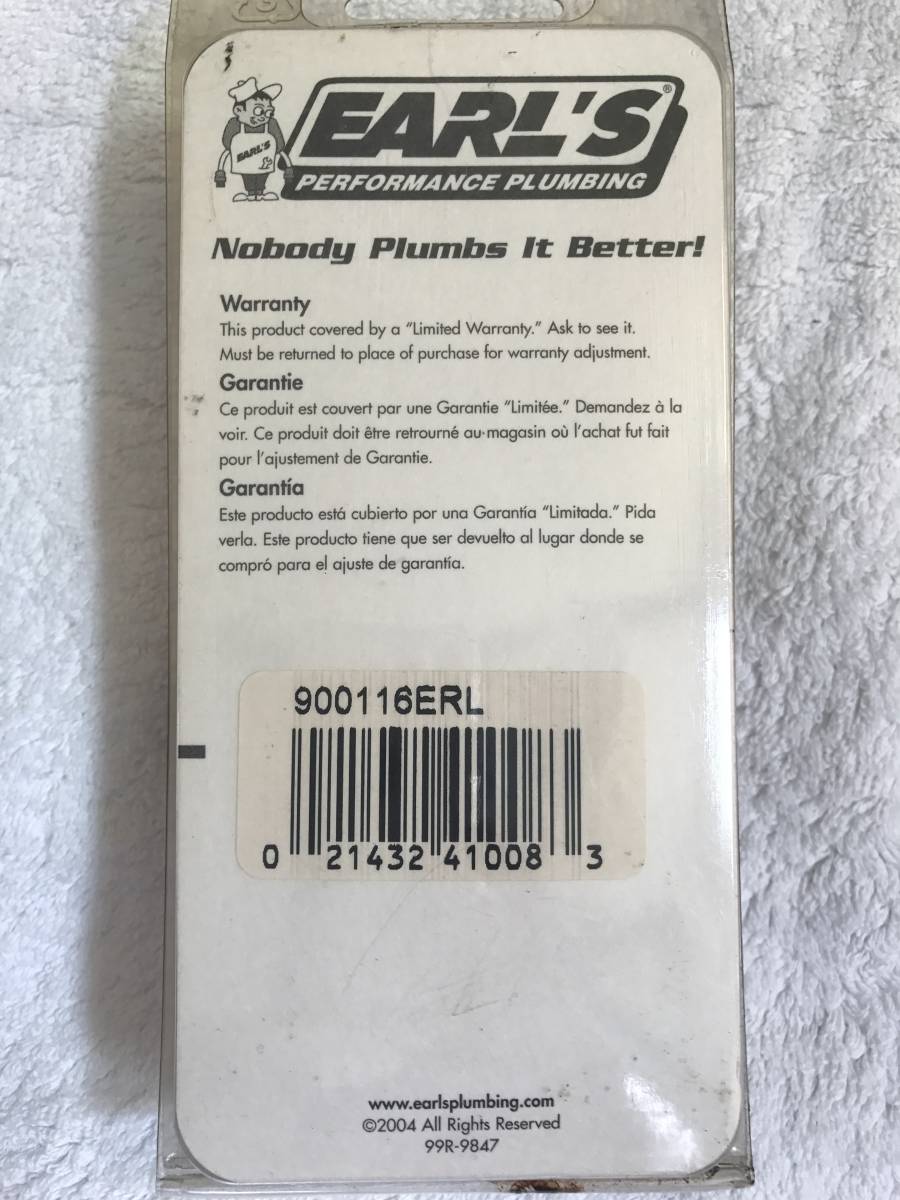 EARL'S®
PERFORMANCE PLUMBING
EARL'S
Nobody Plumbs It Better!
Warranty
This product covered by a “Limited Warranty.” Ask to see it.
Must be returned to place of purchase for warranty adjustment.
Garantie
Ce produit est couvert par une Garantie “Limitée.” Demandez à la
voir. Ce produit doit être retrourné au magasin où l’achat fut fait
pour l’ajustement de Garantie.
Garantía
Este producto está cubierto por una Garantía “Limitada.” Pida
verla. Este producto tiene que ser devuelto al lugar donde se
compró para el ajuste de garantía.
900116ERL
0 21432 41008 3
www.earlsplumbing.com
©2004 All Rights Reserved
99R-9847